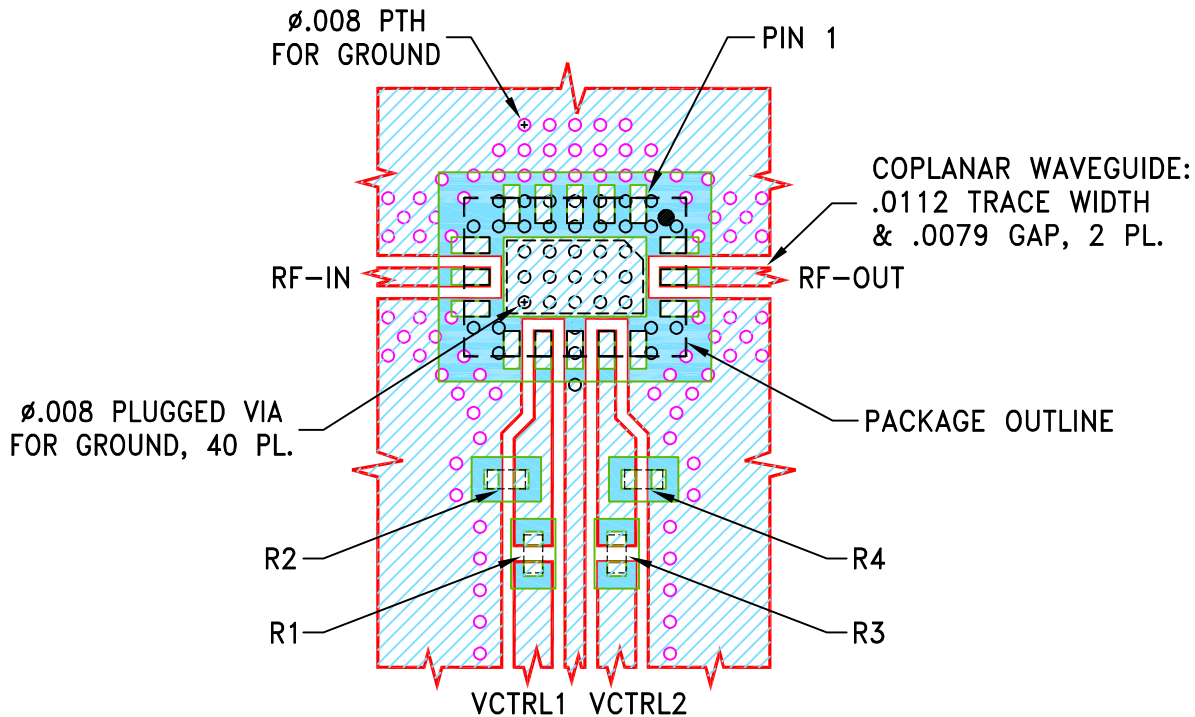 ø.008 PTH
FOR GROUND
PIN 1
COPLANAR WAVEGUIDE:
.0112 TRACE WIDTH
& .0079 GAP, 2 PL.
RF-IN
RF-OUT
ø.008 PLUGGED VIA
FOR GROUND, 40 PL.
PACKAGE OUTLINE
R2
R4
R1
R3
VCTRL1
VCTRL2